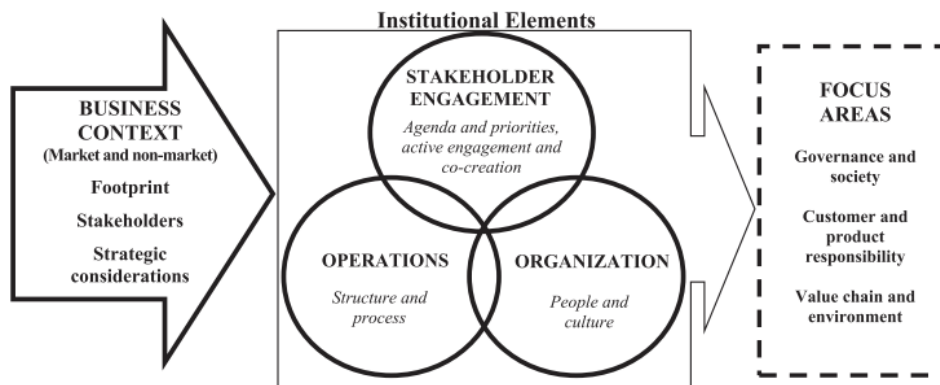 Institutional Elements
BUSINESS
CONTEXT
(Market and non-market)
Footprint
Stakeholders
Strategic
considerations
STAKEHOLDER
ENGAGEMENT
Agenda and priorities,
active engagement and
co-creation
OPERATIONS
Structure and
process
ORGANIZATION
People and
culture
FOCUS
AREAS
Governance and
society
Customer and
product
responsibility
Value chain and
environment